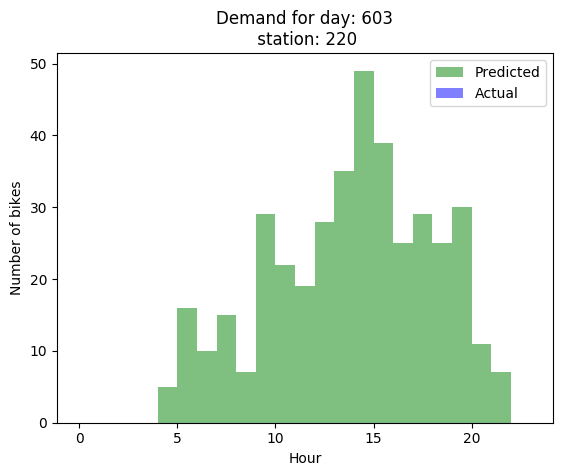 Demand for day: 603
station: 220
Predicted
Actual
Number of bikes
50
40
30
20
10
0
0 5 10 15 20
Hour